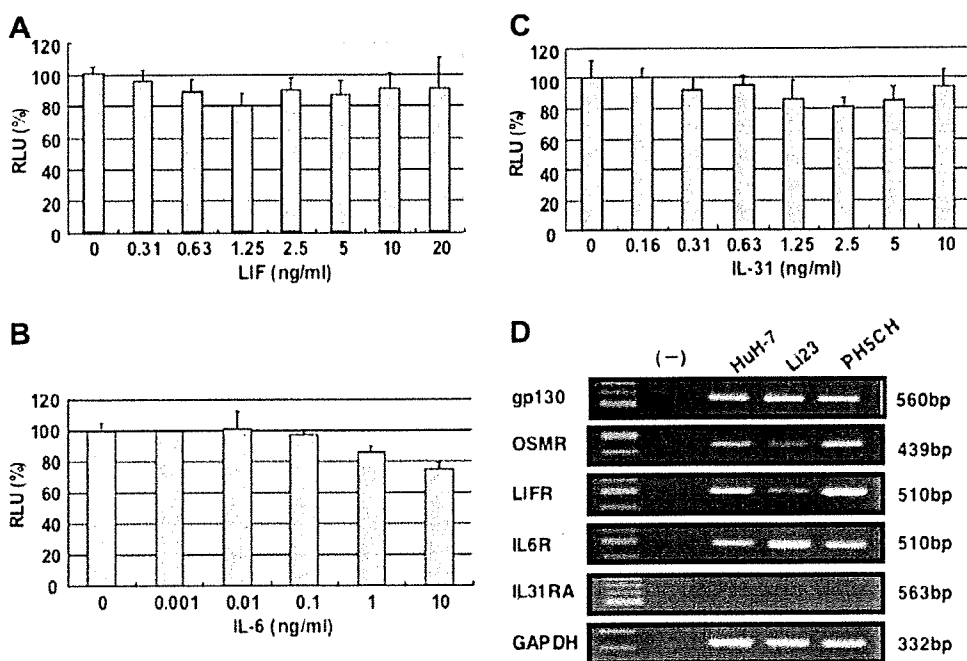 A
120
100
80
60
40
20
0
RLU (%)
0 0.31 0.63 1.25 2.5 5 10 20
LIF (ng/ml)
B
120
100
80
60
40
20
0
RLU (%)
0 0.001 0.01 0.1 1 10
IL-6 (ng/ml)
C
120
100
80
60
40
20
0
RLU (%)
0 0.16 0.31 0.63 1.25 2.5 5 10
IL-31 (ng/ml)
D
(−) HuH-7 Li23 PH5CH
gp130 560bp
OSMR 439bp
LIFR 510bp
IL6R 510bp
IL31RA 563bp
GAPDH 332bp